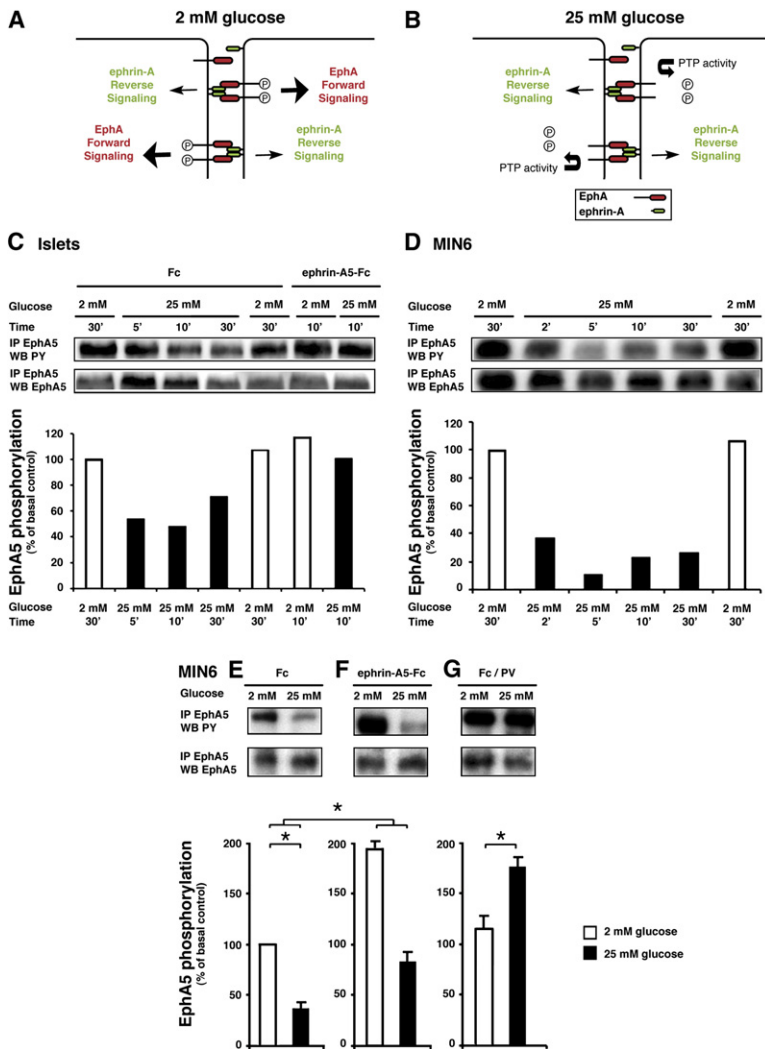 A
2 mM glucose
ephrin-A
Reverse
Signaling
P
P
EphA
Forward
Signaling
EphA
Forward
Signaling
P
P
ephrin-A
Reverse
Signaling
B
25 mM glucose
ephrin-A
Reverse
Signaling
PTP activity
P
P
P
P
PTP activity
ephrin-A
Reverse
Signaling
EphA
ephrin-A
C Islets
Fc ephrin-A5-Fc
Glucose 2 mM 25 mM 2 mM 2 mM 25 mM
Time 30' 5' 10' 30' 30' 10' 10'
IP EphA5
WB PY
IP EphA5
WB EphA5
EphA5 phosphorylation
(% of basal control)
120
100
80
60
40
20
0
Glucose 2 mM 25 mM 25 mM 25 mM 2 mM 2 mM 25 mM
Time 30' 5' 10' 30' 30' 10' 10'
D MIN6
Glucose 2 mM 25 mM 2 mM
Time 30' 2' 5' 10' 30' 30'
IP EphA5
WB PY
IP EphA5
WB EphA5
EphA5 phosphorylation
(% of basal control)
120
100
80
60
40
20
0
Glucose 2 mM 25 mM 25 mM 25 mM 25 mM 2 mM
Time 30' 2' 5' 10' 30' 30'
MIN6 E Fc F ephrin-A5-Fc G Fc / PV
Glucose 2 mM 25 mM 2 mM 25 mM 2 mM 25 mM
IP EphA5
WB PY
IP EphA5
WB EphA5
EphA5 phosphorylation
(% of basal control)
200
150
100
50
0
*
*
200
150
100
50
0
200
150
100
50
0
*
2 mM glucose
25 mM glucose